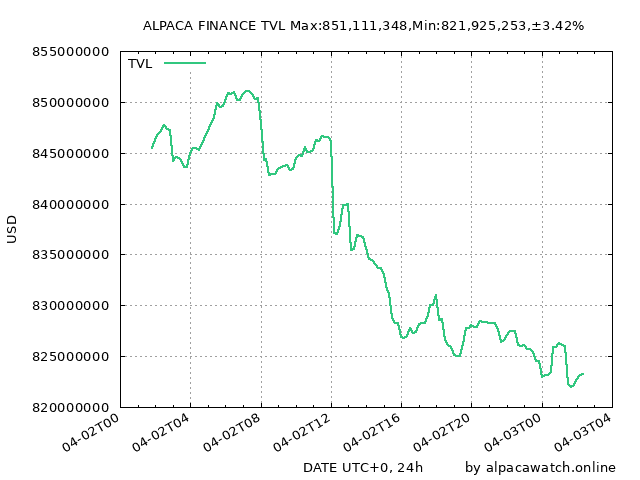 ALPACA FINANCE TVL Max:851,111,348,Min:821,925,253,±3.42%
855000000
TVL
850000000
845000000
840000000
USD
835000000
830000000
825000000
820000000
04-02T00
04-02T04
04-02T08
04-02T12
04-02T16
04-02T20
04-03T00
04-03T04
DATE UTC+0, 24h
by alpacawatch.online